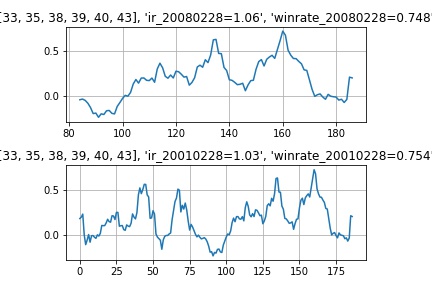 [33, 35, 38, 39, 40, 43], 'ir_20080228=1.06', 'winrate_20080228=0.748'
0.5
0.0
80 100 120 140 160 180
[33, 35, 38, 39, 40, 43], 'ir_20010228=1.03', 'winrate_20010228=0.754'
0.5
0.0
0 25 50 75 100 125 150 175